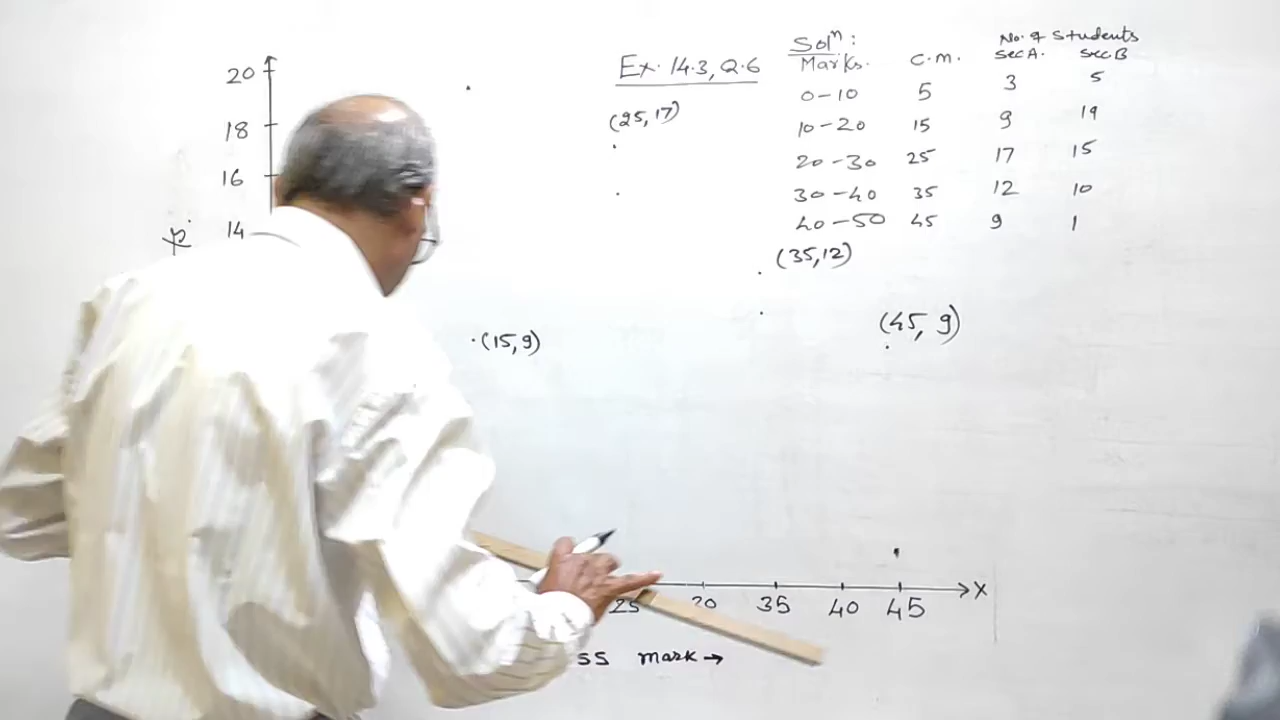 Ex. 14.3, Q.6
Solⁿ:
No. of Students
Marks. C.M. Sec A. Sec B
0-10 5 3 5
10-20 15 9 19
20-30 25 17 15
30-40 35 12 10
40-50 45 9 1
20
18
16
14
(25, 17)
(35, 12)
(45, 9)
(15, 9)
25 20 35 40 45 X
ss mark →